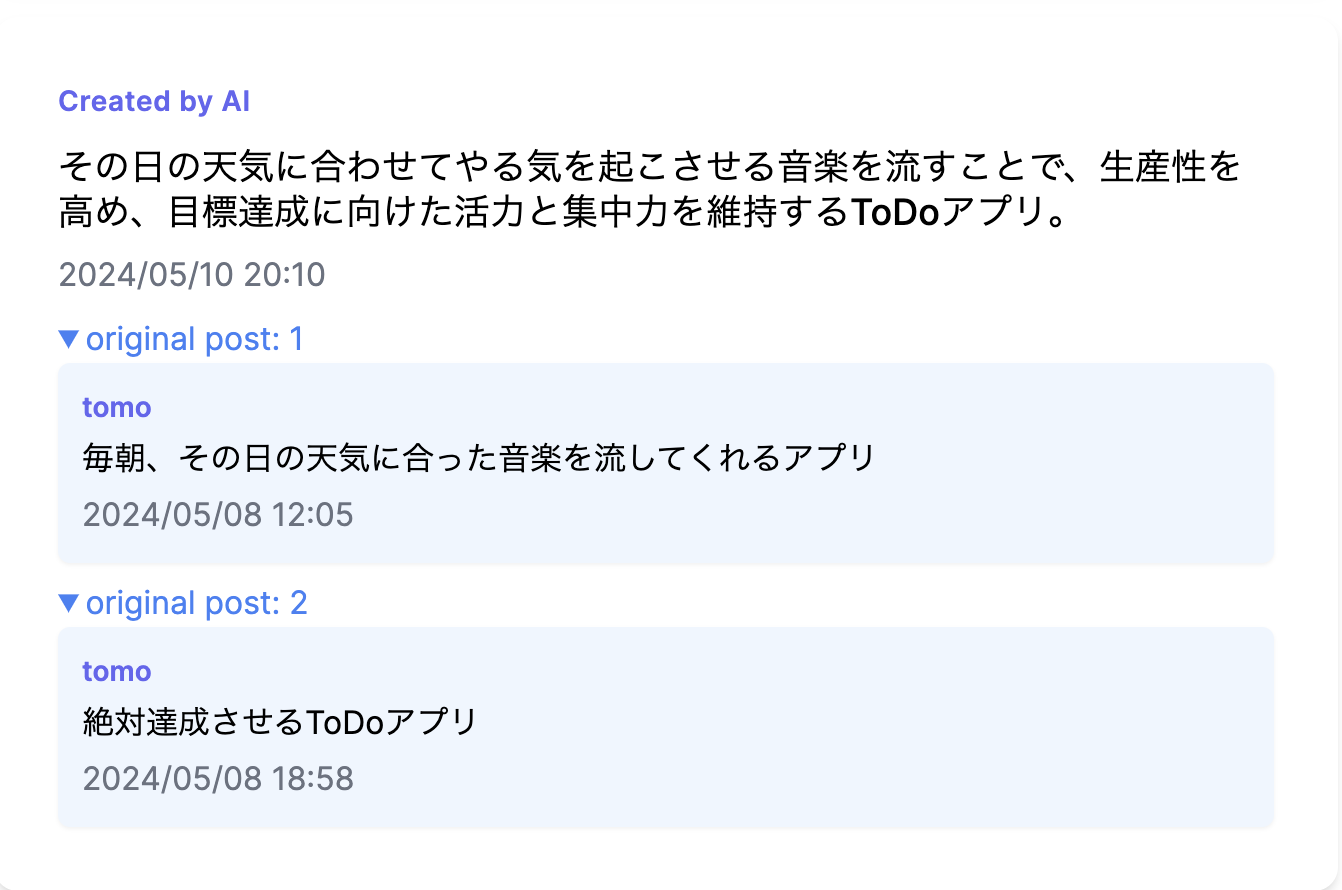 Created by AI
その日の天気に合わせてやる気を起こさせる音楽を流すことで、生産性を
高め、目標達成に向けた活力と集中力を維持するToDoアプリ。
2024/05/10 20:10
▼original post: 1
tomo
毎朝、その日の天気に合った音楽を流してくれるアプリ
2024/05/08 12:05
▼original post: 2
tomo
絶対達成させるToDoアプリ
2024/05/08 18:58